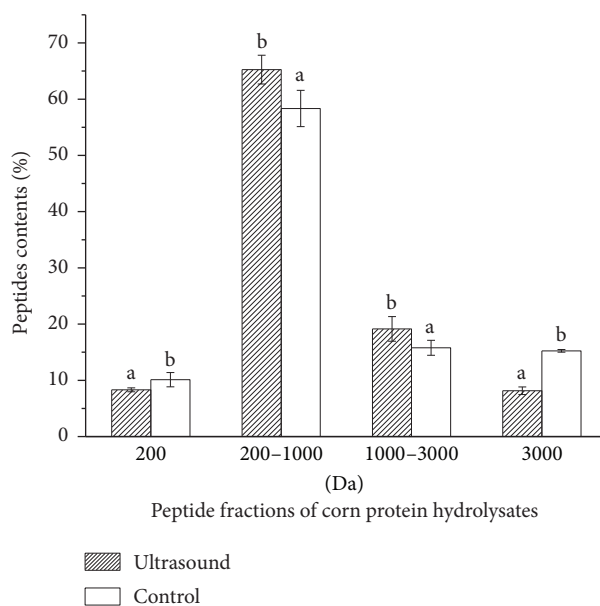 70
60
50
40
30
20
10
0
Peptides contents (%)
a
b
b
a
b
a
a
b
200
200–1000
1000–3000
3000
(Da)
Peptide fractions of corn protein hydrolysates
Ultrasound
Control